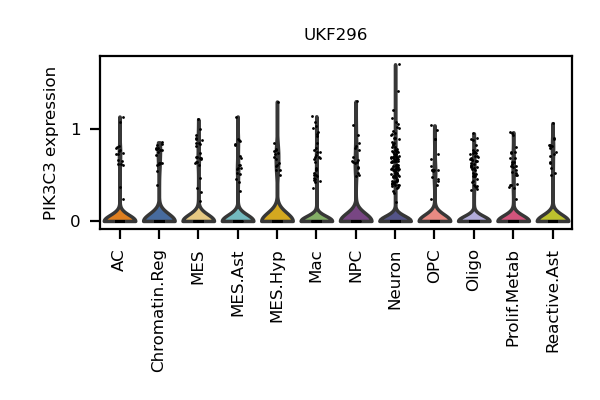 UKF296
PIK3C3 expression
1
0
AC
Chromatin.Reg
MES
MES.Ast
MES.Hyp
Mac
NPC
Neuron
OPC
Oligo
Prolif.Metab
Reactive.Ast